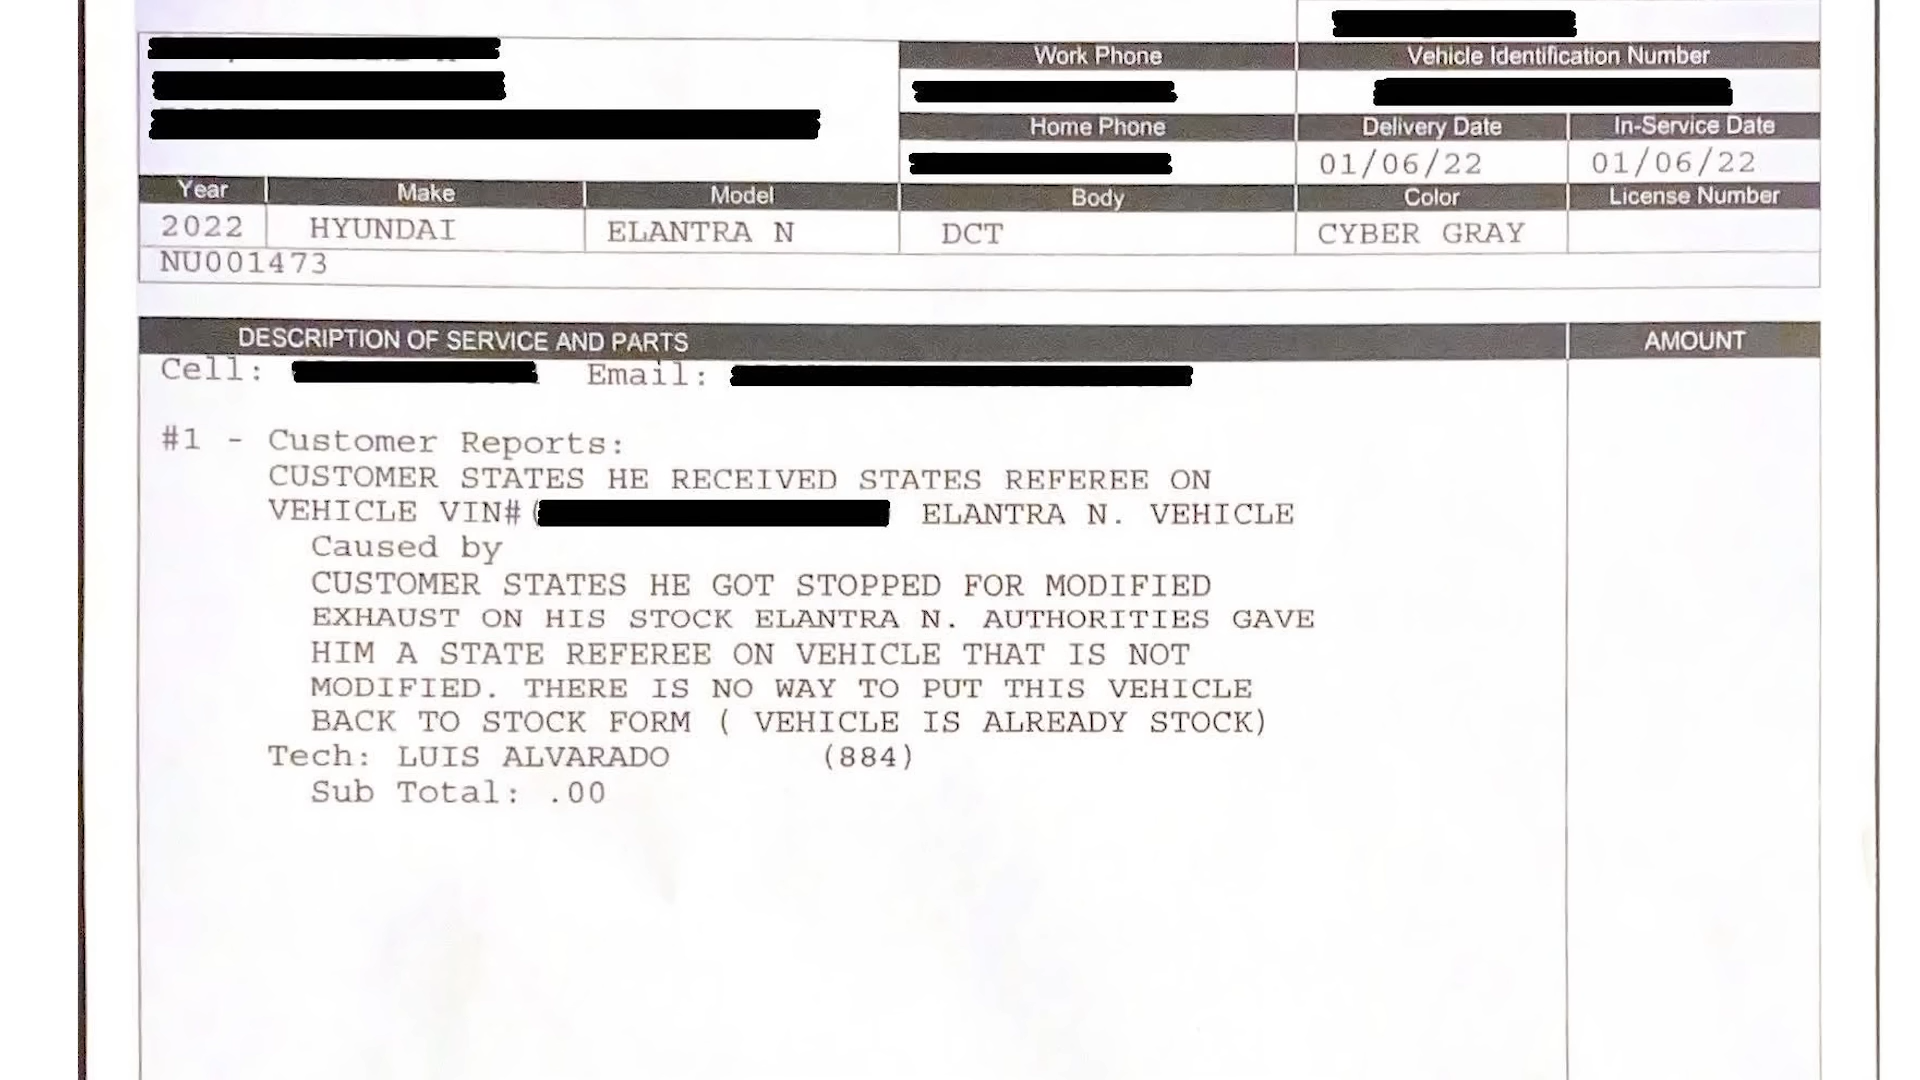 Work Phone
Vehicle Identification Number
Home Phone
Delivery Date
In-Service Date
01/06/22
01/06/22
Year
Make
Model
Body
Color
License Number
2022
HYUNDAI
ELANTRA N
DCT
CYBER GRAY
NU001473
DESCRIPTION OF SERVICE AND PARTS
AMOUNT
Cell: Email:
#1 - Customer Reports:
CUSTOMER STATES HE RECEIVED STATES REFEREE ON
VEHICLE VIN#( ELANTRA N. VEHICLE
Caused by
CUSTOMER STATES HE GOT STOPPED FOR MODIFIED
EXHAUST ON HIS STOCK ELANTRA N. AUTHORITIES GAVE
HIM A STATE REFEREE ON VEHICLE THAT IS NOT
MODIFIED. THERE IS NO WAY TO PUT THIS VEHICLE
BACK TO STOCK FORM ( VEHICLE IS ALREADY STOCK)
Tech: LUIS ALVARADO (884)
Sub Total: .00